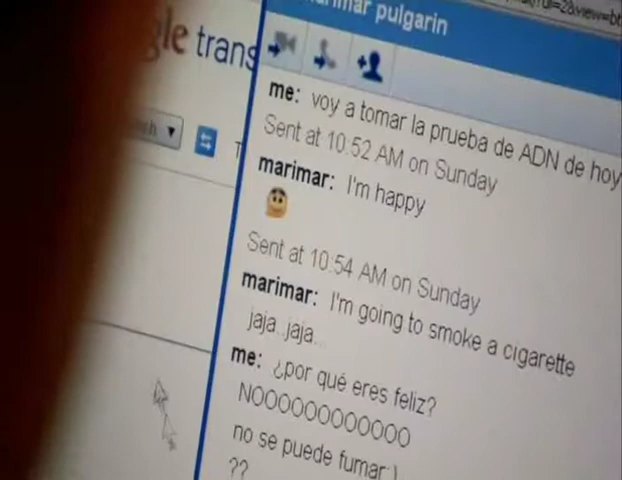 marimar pulgarin
gle trans
me: voy a tomar la prueba de ADN de hoy
Sent at 10:52 AM on Sunday
marimar: I'm happy
Sent at 10:54 AM on Sunday
marimar: I'm going to smoke a cigarette
jaja..jaja...
me: ¿por qué eres feliz?
NOOOOOOOOOOOO
no se puede fumar:)
??